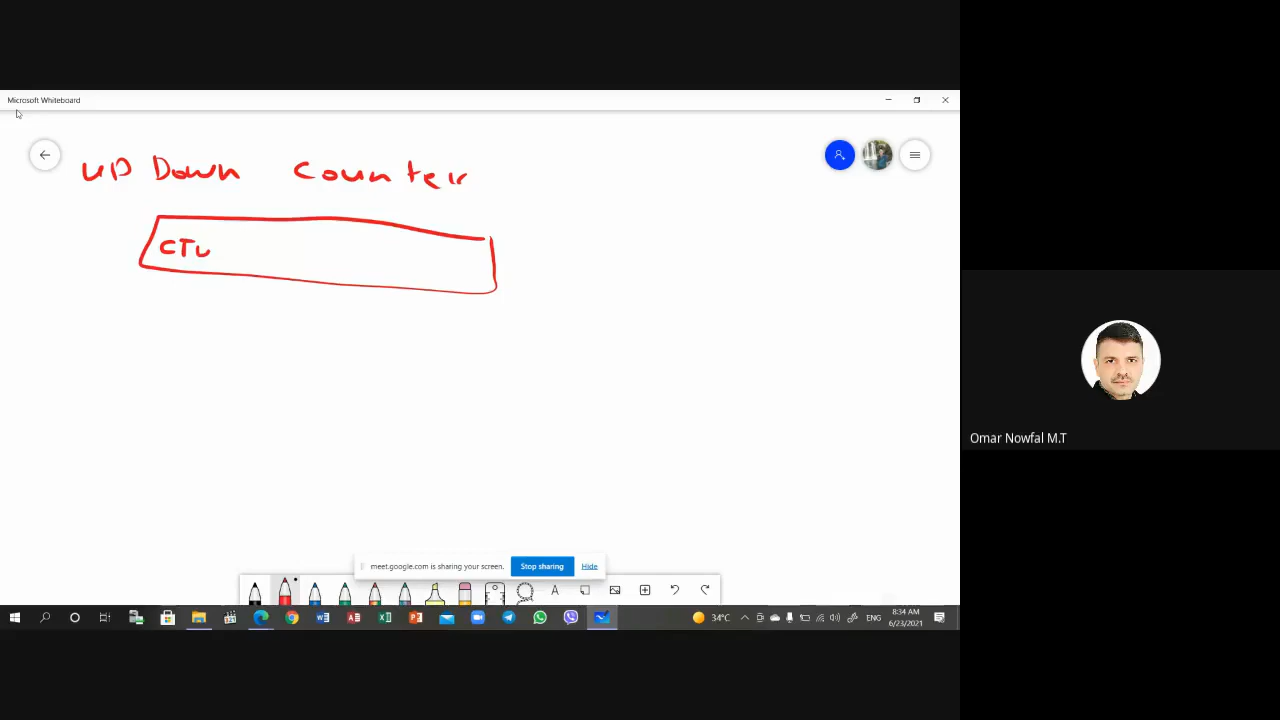 Microsoft Whiteboard
UP Down Counter
CTU
Omar Nowfal M.T
meet.google.com is sharing your screen. Stop sharing Hide
34°C ENG 8:34 AM
6/23/2021